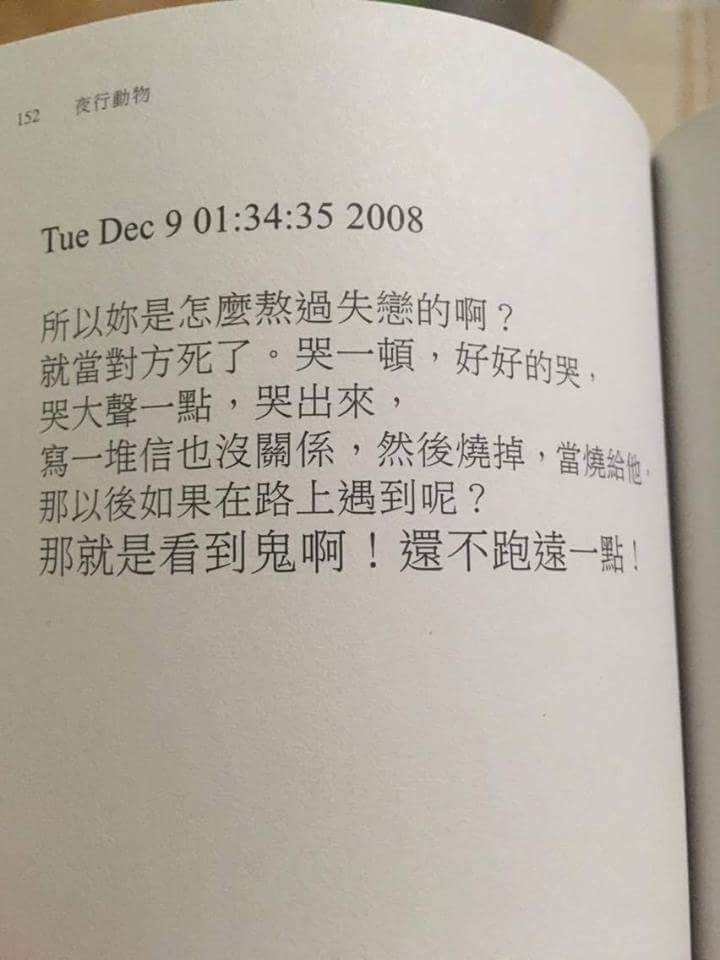 152 夜行動物
Tue Dec 9 01:34:35 2008
所以妳是怎麼熬過失戀的啊？
就當對方死了。哭一頓，好好的哭，
哭大聲一點，哭出來，
寫一堆信也沒關係，然後燒掉，當燒給他。
那以後如果在路上遇到呢？
那就是看到鬼啊！還不跑遠一點！